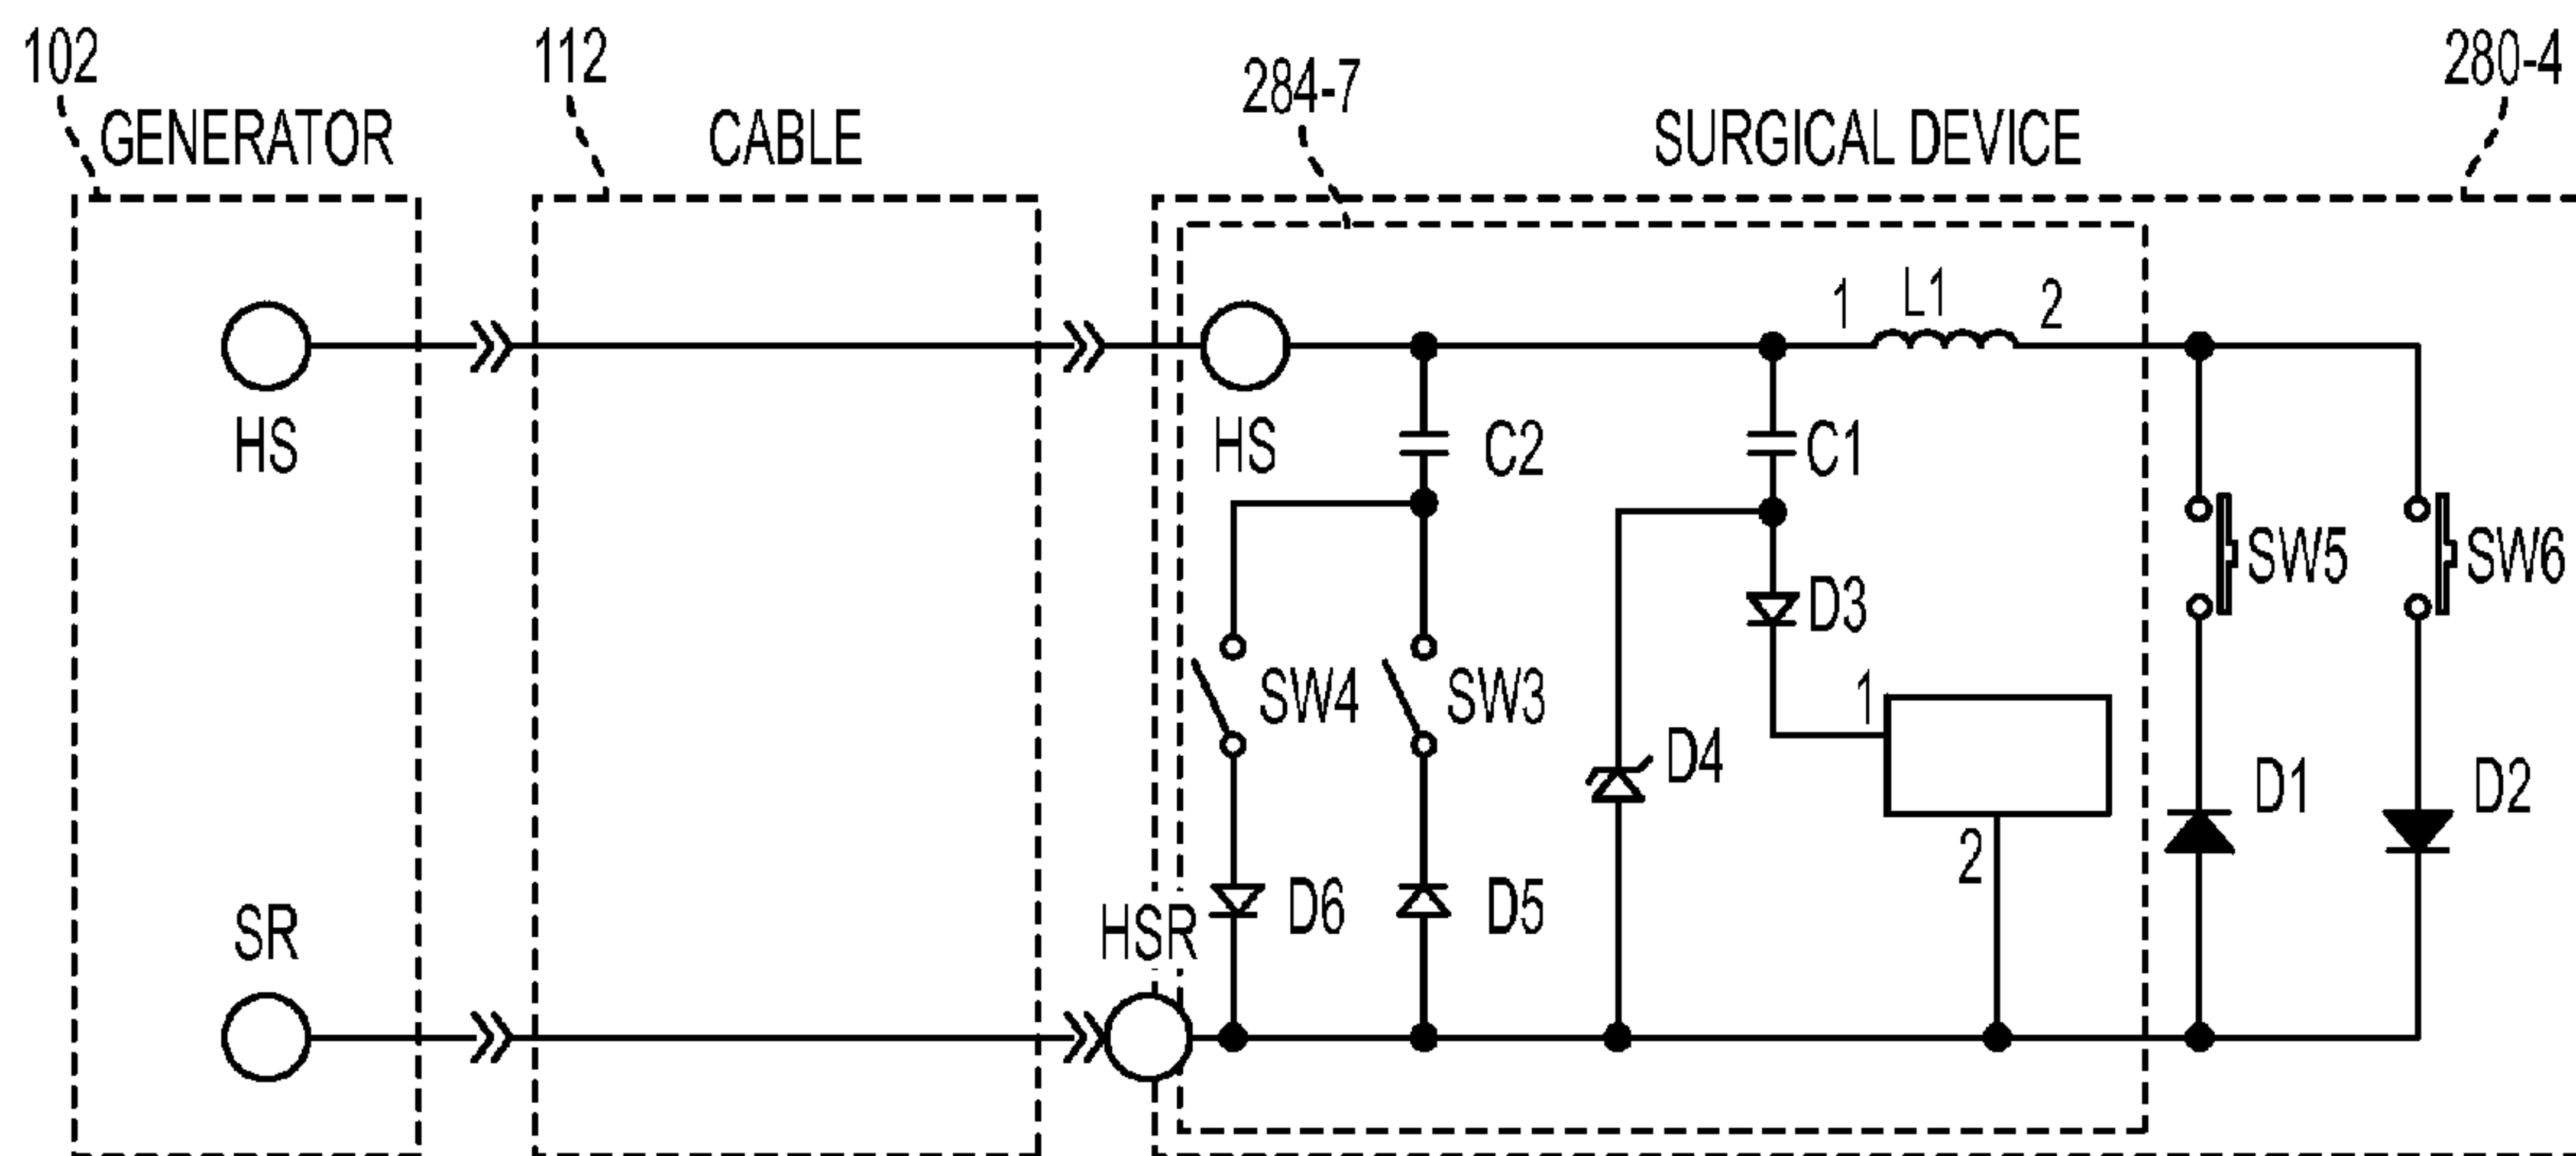 102
112
284-7
280-4
GENERATOR
CABLE
SURGICAL DEVICE
1
L1
2
HS
HS
C2
C1
SW5
SW6
D3
SW4
SW3
1
D4
D1
D2
2
D6
D5
SR
HSR